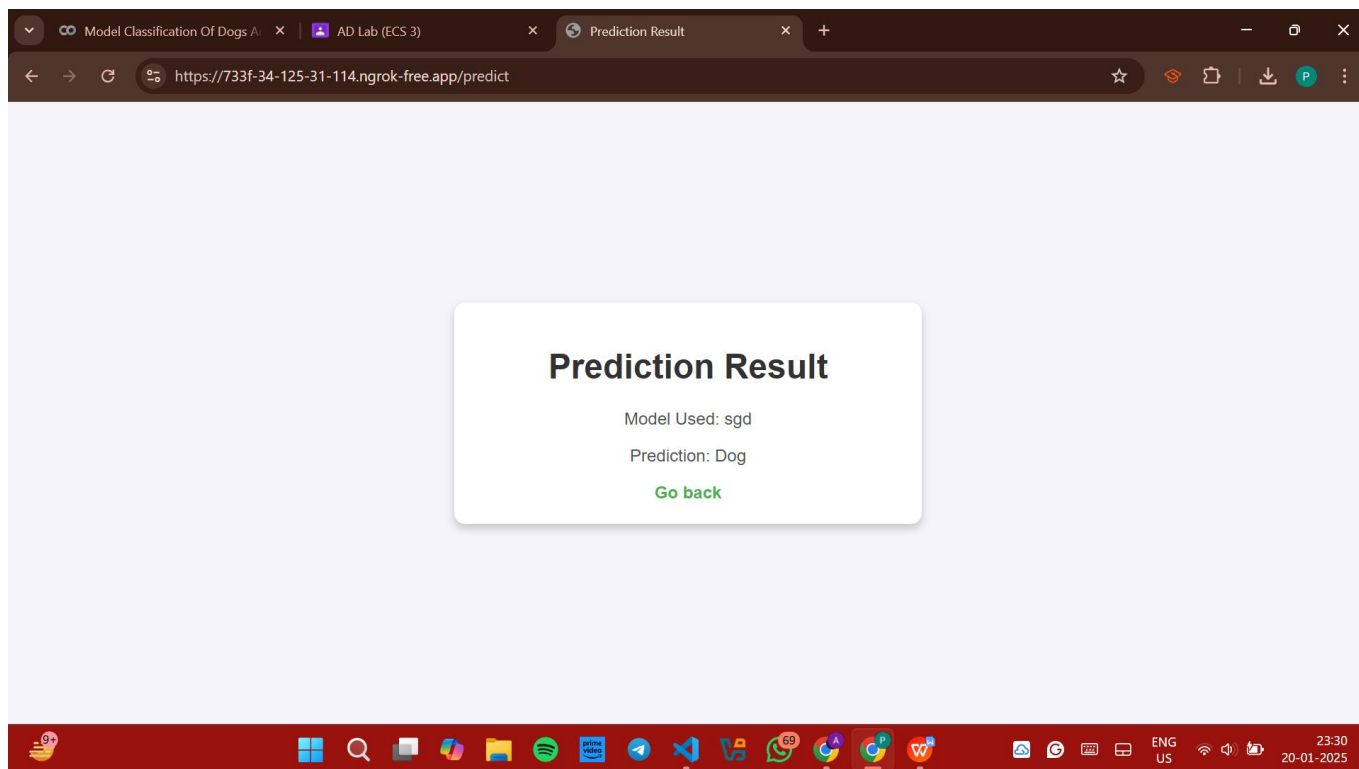 Model Classification Of Dogs A
AD Lab (ECS 3)
Prediction Result
https://733f-34-125-31-114.ngrok-free.app/predict
P
Prediction Result
Model Used: sgd
Prediction: Dog
Go back
9+
prime
video
69
A
P
W
G
ENG
US
23:30
20-01-2025